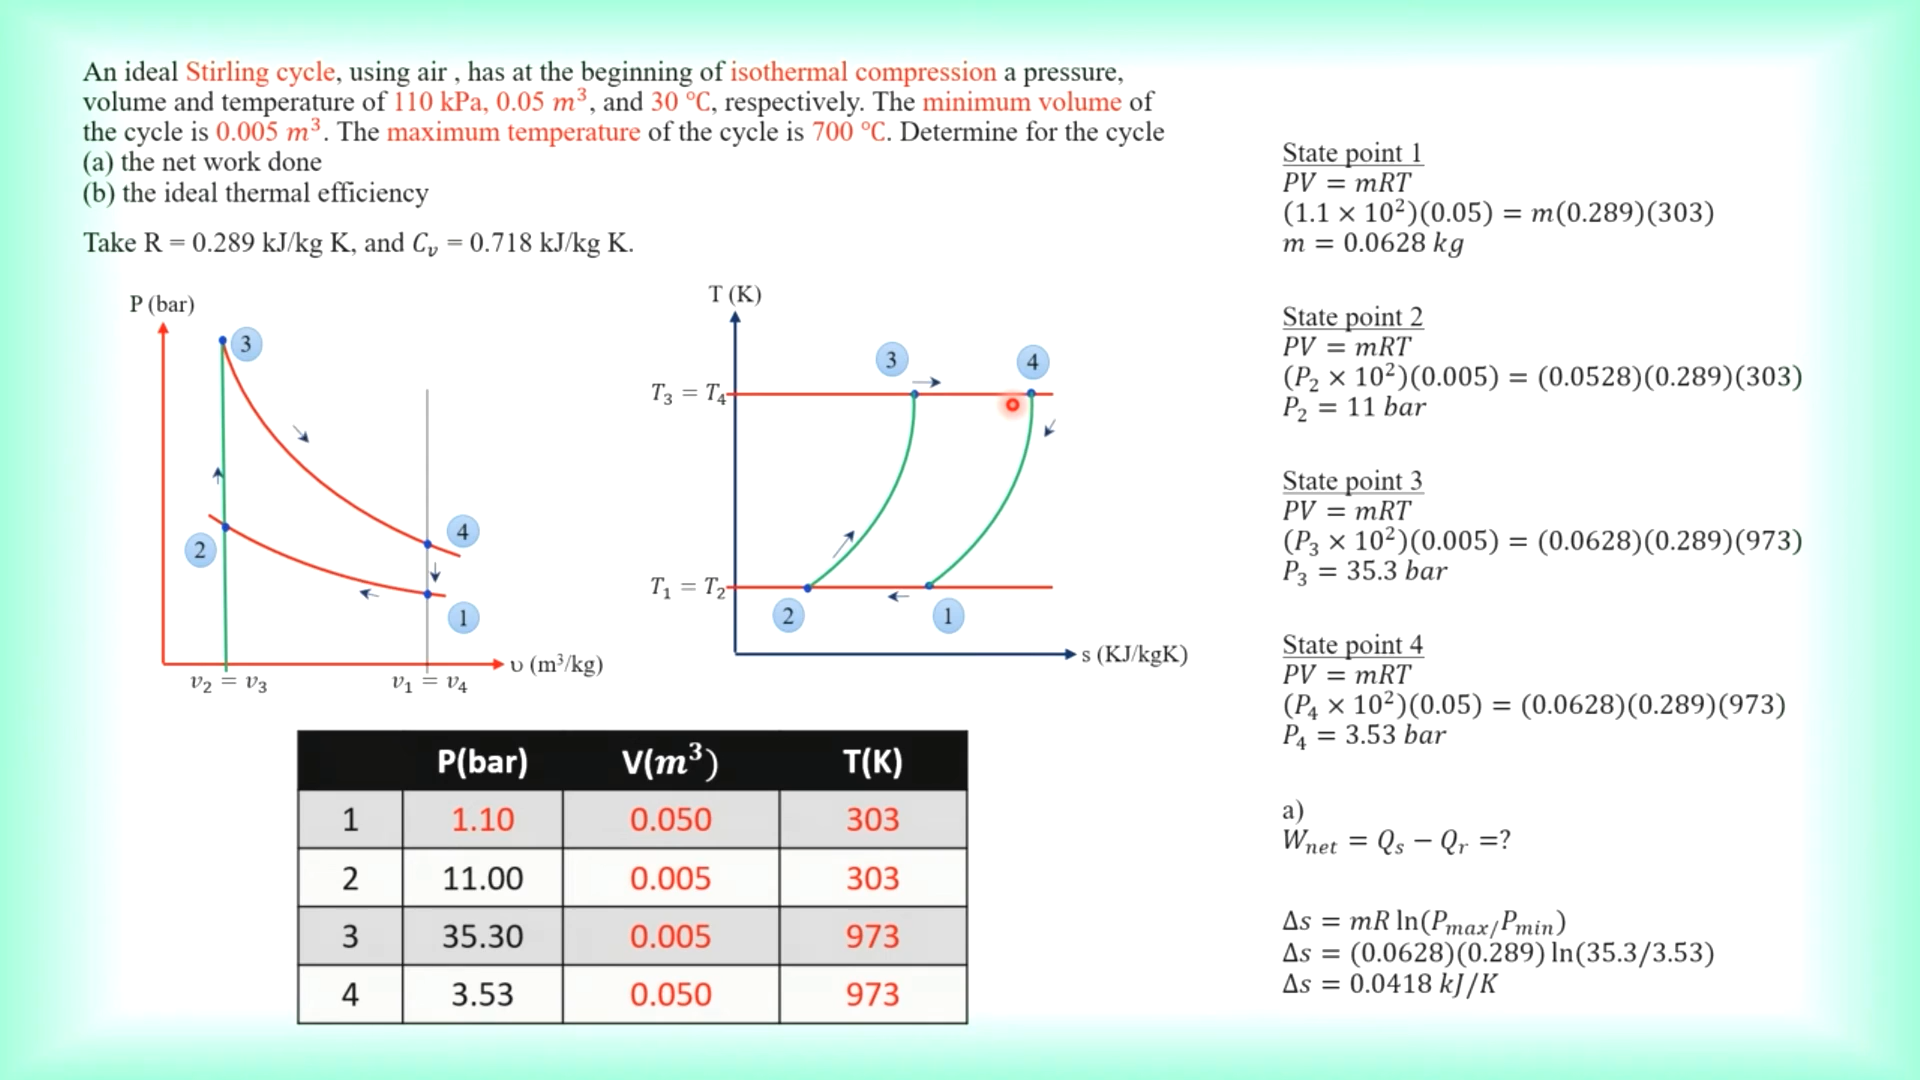 An ideal Stirling cycle, using air , has at the beginning of isothermal compression a pressure,
volume and temperature of 110 kPa, 0.05 m³, and 30 °C, respectively. The minimum volume of
the cycle is 0.005 m³. The maximum temperature of the cycle is 700 °C. Determine for the cycle
(a) the net work done
(b) the ideal thermal efficiency
Take R = 0.289 kJ/kg K, and Cᵥ = 0.718 kJ/kg K.
P (bar)
3
4
2
1
υ (m³/kg)
v₂ = v₃
v₁ = v₄
T (K)
3
4
T₃ = T₄
T₁ = T₂
2
1
s (KJ/kgK)
P(bar) V(m³) T(K)
1 1.10 0.050 303
2 11.00 0.005 303
3 35.30 0.005 973
4 3.53 0.050 973
State point 1
PV = mRT
(1.1 × 10²)(0.05) = m(0.289)(303)
m = 0.0628 kg
State point 2
PV = mRT
(P₂ × 10²)(0.005) = (0.0528)(0.289)(303)
P₂ = 11 bar
State point 3
PV = mRT
(P₃ × 10²)(0.005) = (0.0628)(0.289)(973)
P₃ = 35.3 bar
State point 4
PV = mRT
(P₄ × 10²)(0.05) = (0.0628)(0.289)(973)
P₄ = 3.53 bar
a)
Wₙₑₜ = Qₛ − Qᵣ =?
Δs = mR ln(Pₘₐₓ/Pₘᵢₙ)
Δs = (0.0628)(0.289) ln(35.3/3.53)
Δs = 0.0418 kJ/K